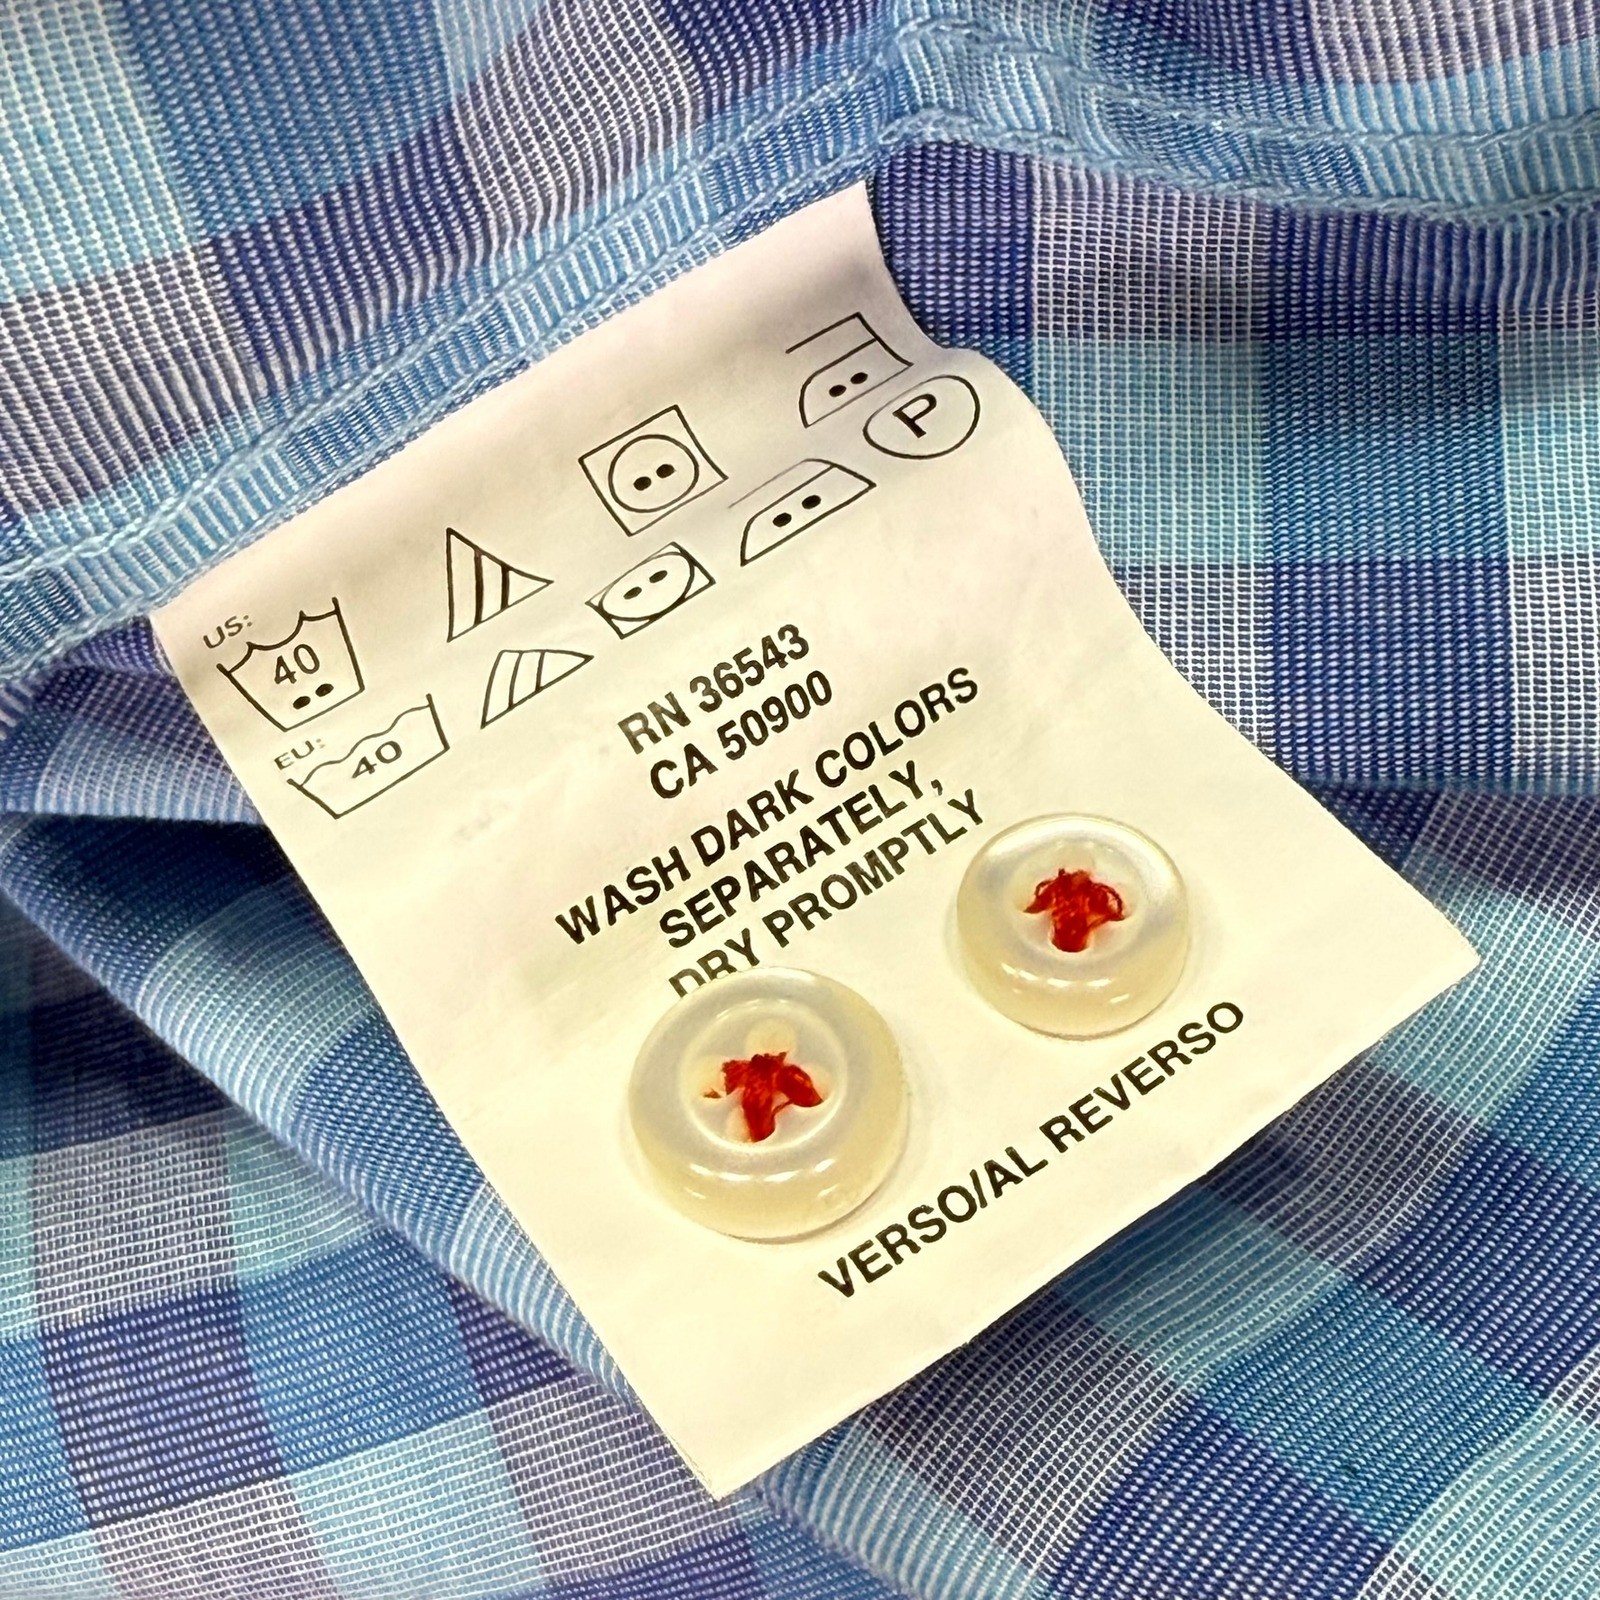 US:
40
P
EU:
40
RN 36543
CA 50900
WASH DARK COLORS
SEPARATELY,
DRY PROMPTLY
VERSO/AL REVERSO